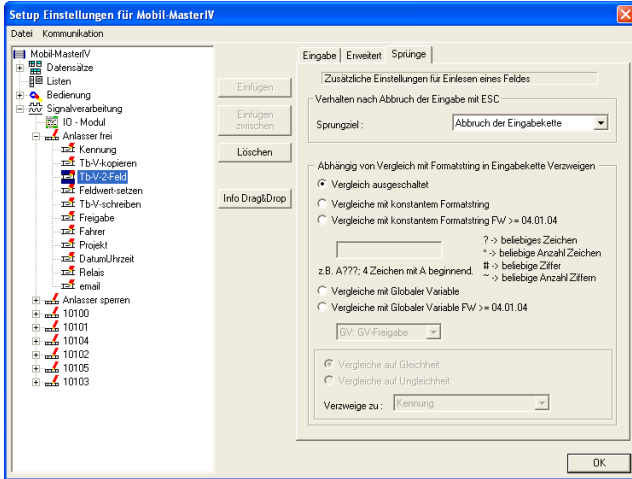 Setup Einstellungen für Mobil-MasterIV
Datei Kommunikation
Mobil-MasterIV
Datensätze
Listen
Bedienung
Signalverarbeitung
IO - Modul
Anlasser frei
Kennung
Tb-V-kopieren
Tb-V-2-Feld
Feldwert-setzen
Tb-V-schreiben
Freigabe
Fahrer
Projekt
DatumUhrzeit
Relais
email
Anlasser sperren
10100
10101
10104
10102
10105
10103
Einfügen
Einfügen
zwischen
Löschen
Info Drag&Drop
Eingabe Erweitert Sprünge
Zusätzliche Einstellungen für Einlesen eines Feldes
Verhalten nach Abbruch der Eingabe mit ESC
Sprungziel : Abbruch der Eingabekette
Abhängig von Vergleich mit Formatstring in Eingabekette Verzweigen
Vergleich ausgeschaltet
Vergleiche mit konstantem Formatstring
Vergleiche mit konstantem Formatstring FW >= 04.01.04
? -> beliebiges Zeichen
* -> beliebige Anzahl Zeichen
# -> beliebige Ziffer
~ -> beliebige Anzahl Ziffern
z.B. A???; 4 Zeichen mit A beginnend.
Vergleiche mit Globaler Variable
Vergleiche mit Globaler Variable FW >= 04.01.04
GV: GV-Freigabe
Vergleiche auf Gleichheit
Vergleiche auf Ungleichheit
Verzweige zu : Kennung
OK